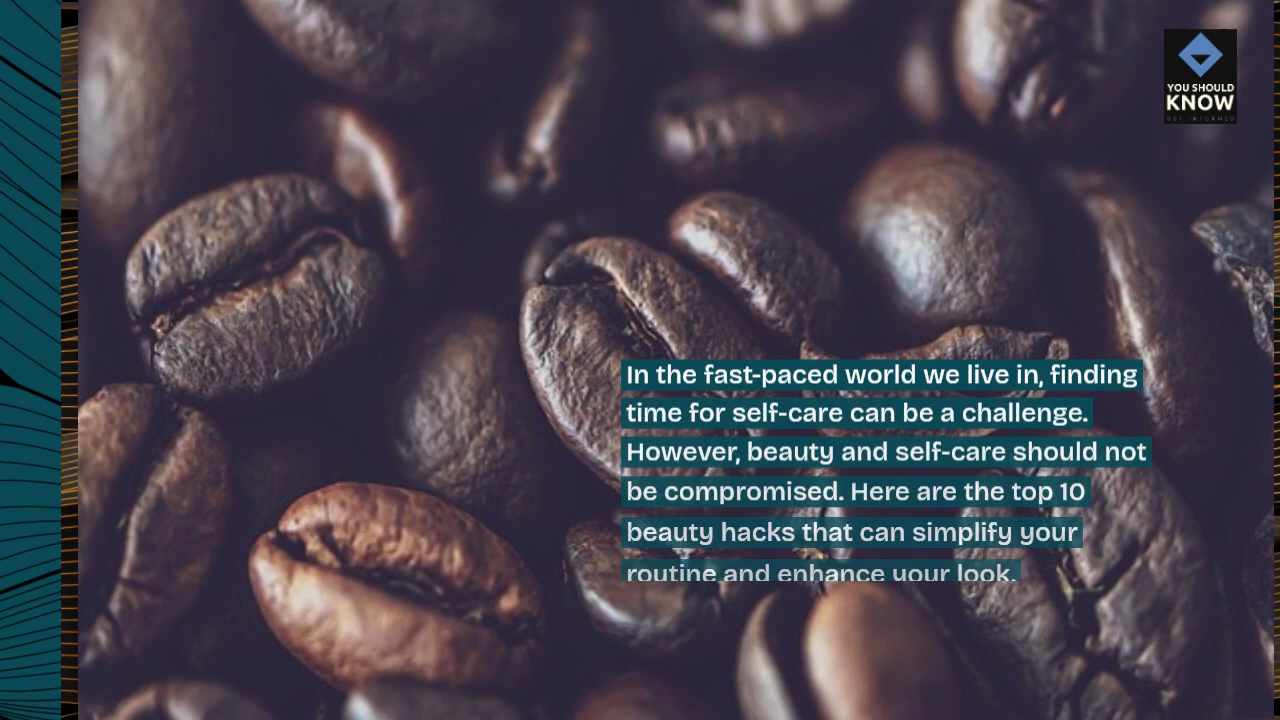 YOU SHOULD
KNOW
GET INFORMED
In the fast-paced world we live in, finding
time for self-care can be a challenge.
However, beauty and self-care should not
be compromised. Here are the top 10
beauty hacks that can simplify your
routine and enhance your look.